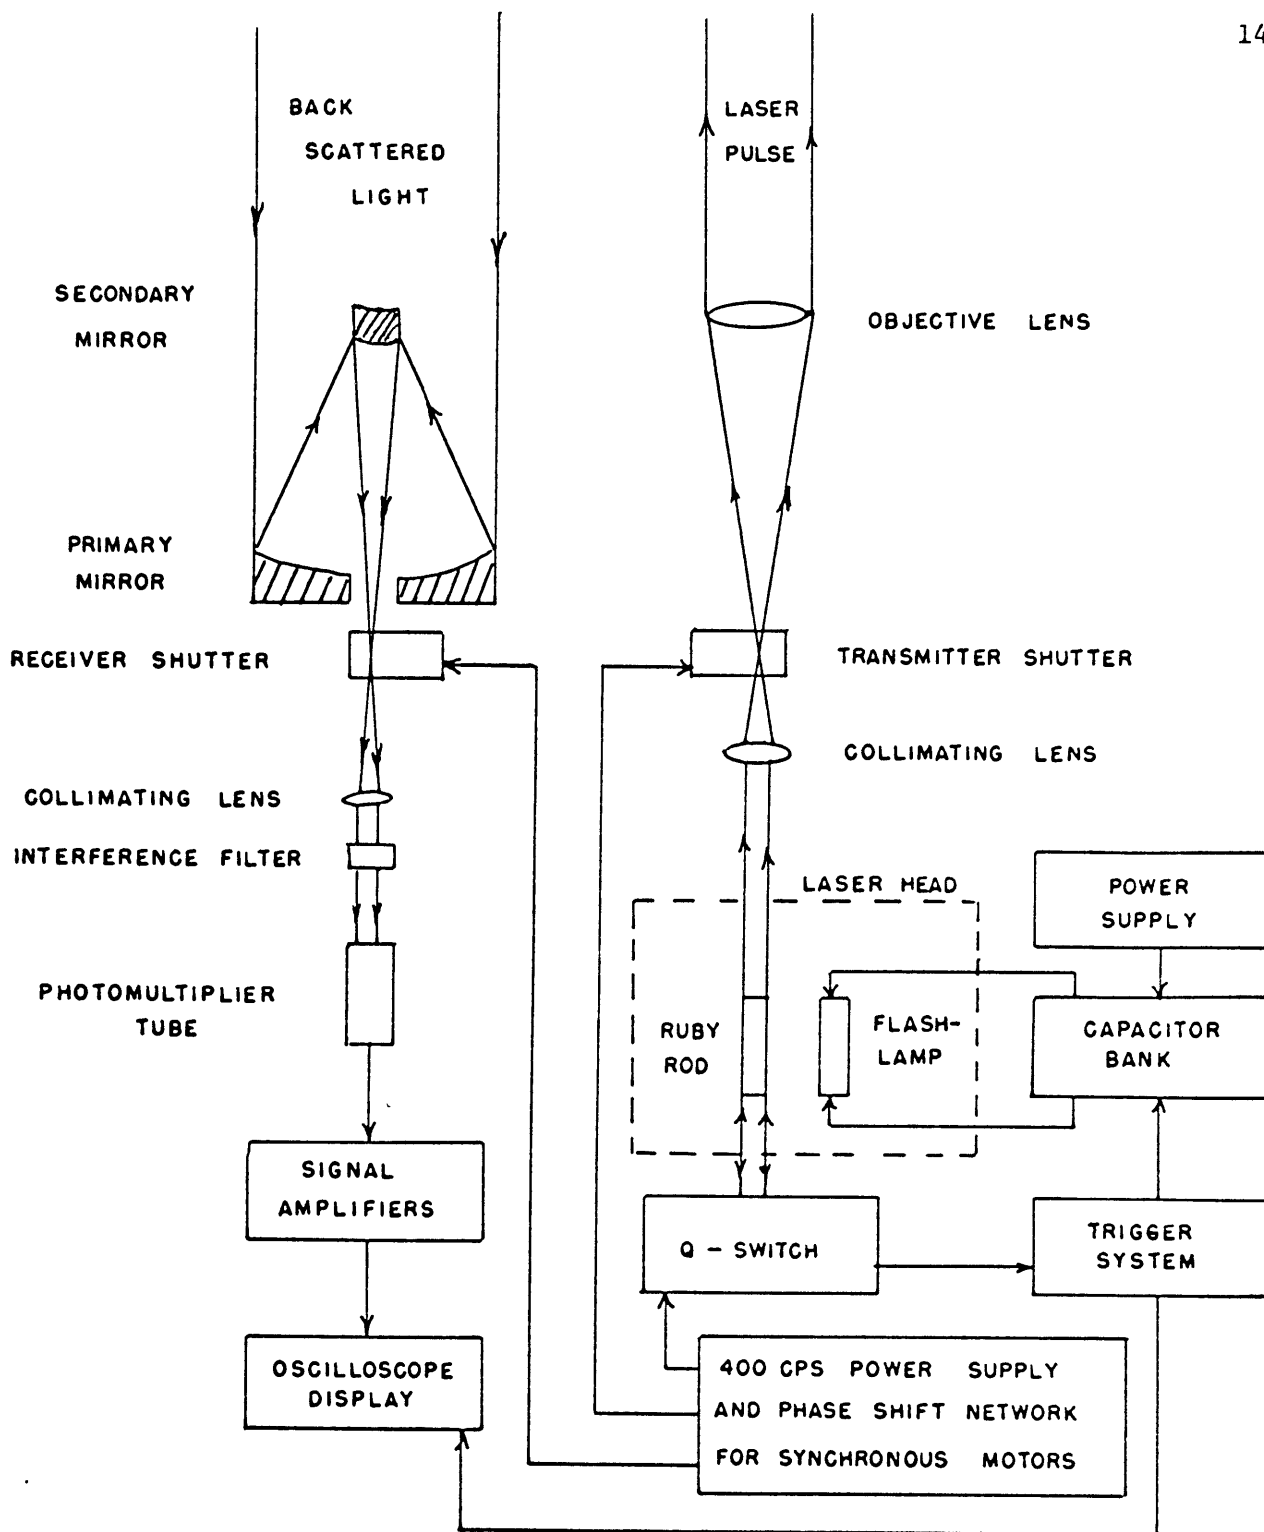 14
BACK
SCATTERED
LIGHT
LASER
PULSE
SECONDARY
MIRROR
OBJECTIVE LENS
PRIMARY
MIRROR
RECEIVER SHUTTER
TRANSMITTER SHUTTER
COLLIMATING LENS
COLLIMATING LENS
INTERFERENCE FILTER
LASER HEAD
POWER
SUPPLY
PHOTOMULTIPLIER
TUBE
RUBY
ROD
FLASH-
LAMP
CAPACITOR
BANK
SIGNAL
AMPLIFIERS
Q - SWITCH
TRIGGER
SYSTEM
OSCILLOSCOPE
DISPLAY
400 CPS POWER SUPPLY
AND PHASE SHIFT NETWORK
FOR SYNCHRONOUS MOTORS